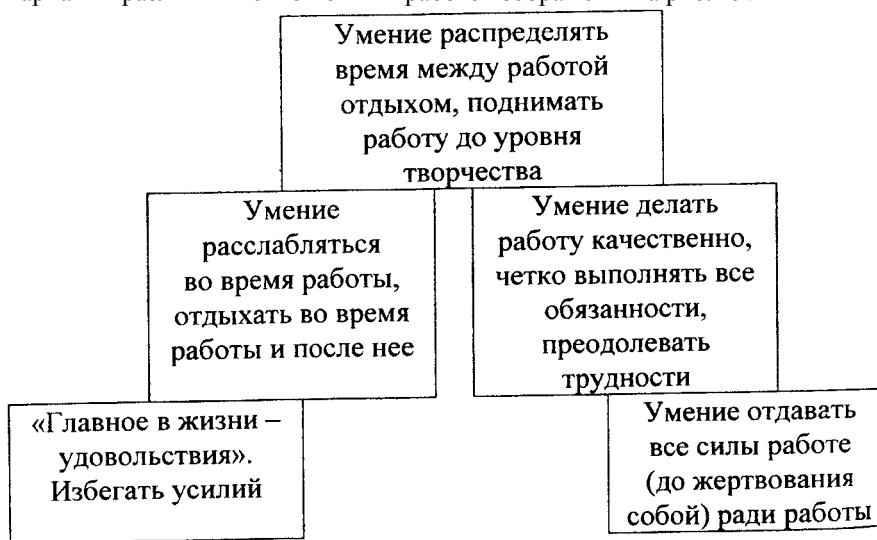 Умение распределять
время между работой
отдыхом, поднимать
работу до уровня
творчества
Умение
расслабляться
во время работы,
отдыхать во время
работы и после нее
Умение делать
работу качественно,
четко выполнять все
обязанности,
преодолевать
трудности
«Главное в жизни –
удовольствия».
Избегать усилий
Умение отдавать
все силы работе
(до жертвования
собой) ради работы